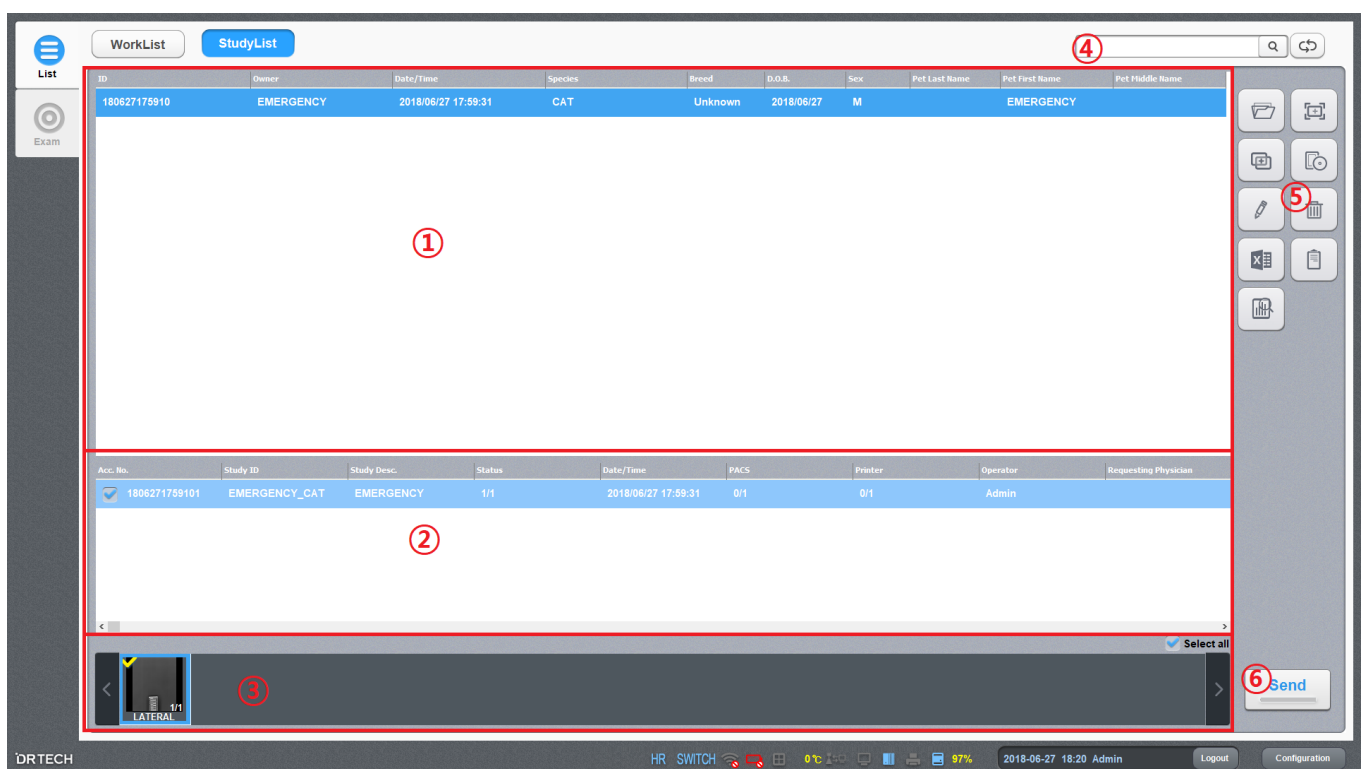 WorkList StudyList ④
List
ID Owner Date/Time Species Breed D.O.B. Sex Pet Last Name Pet First Name Pet Middle Name
180627175910 EMERGENCY 2018/06/27 17:59:31 CAT Unknown 2018/06/27 M EMERGENCY
Exam
⑤
①
Acc. No. Study ID Study Desc. Status Date/Time PACS Printer Operator Requesting Physician
1806271759101 EMERGENCY_CAT EMERGENCY 1/1 2018/06/27 17:59:31 0/1 0/1 Admin
②
Select all
③ ⑥ Send
1/1
LATERAL
DRTECH HR SWITCH 0℃ 97% 2018-06-27 18:20 Admin Logout Configuration